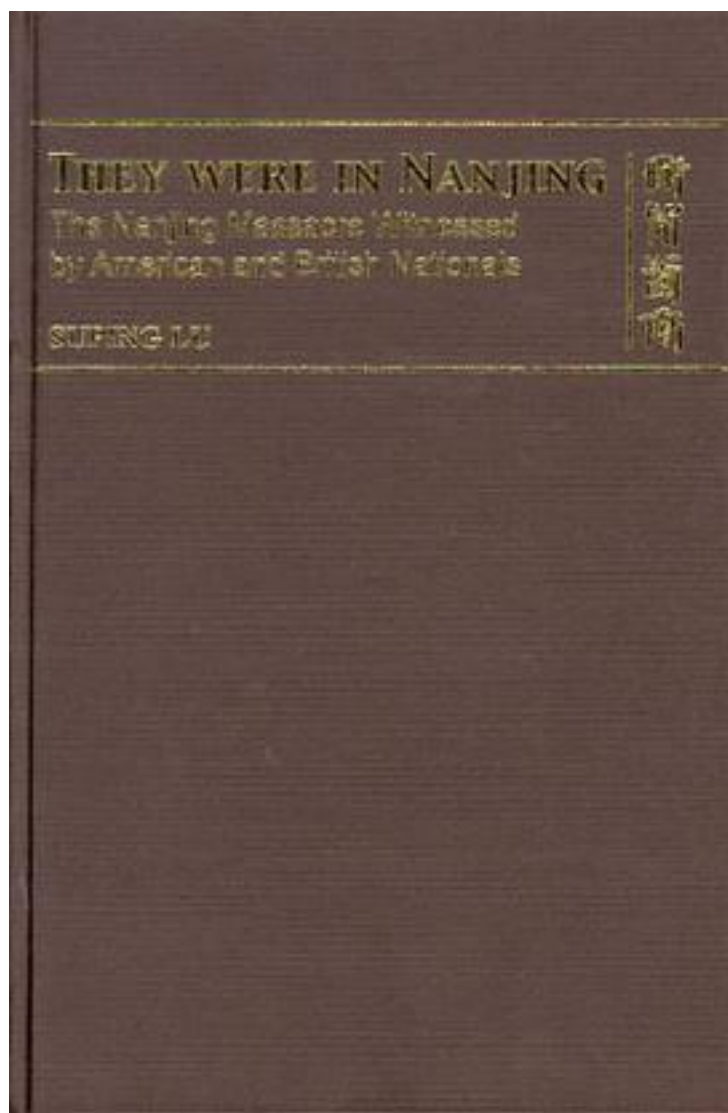 THEY WERE IN NANJING
The Nanjing Massacre Witnessed
by American and British Nationals
SUPING LU